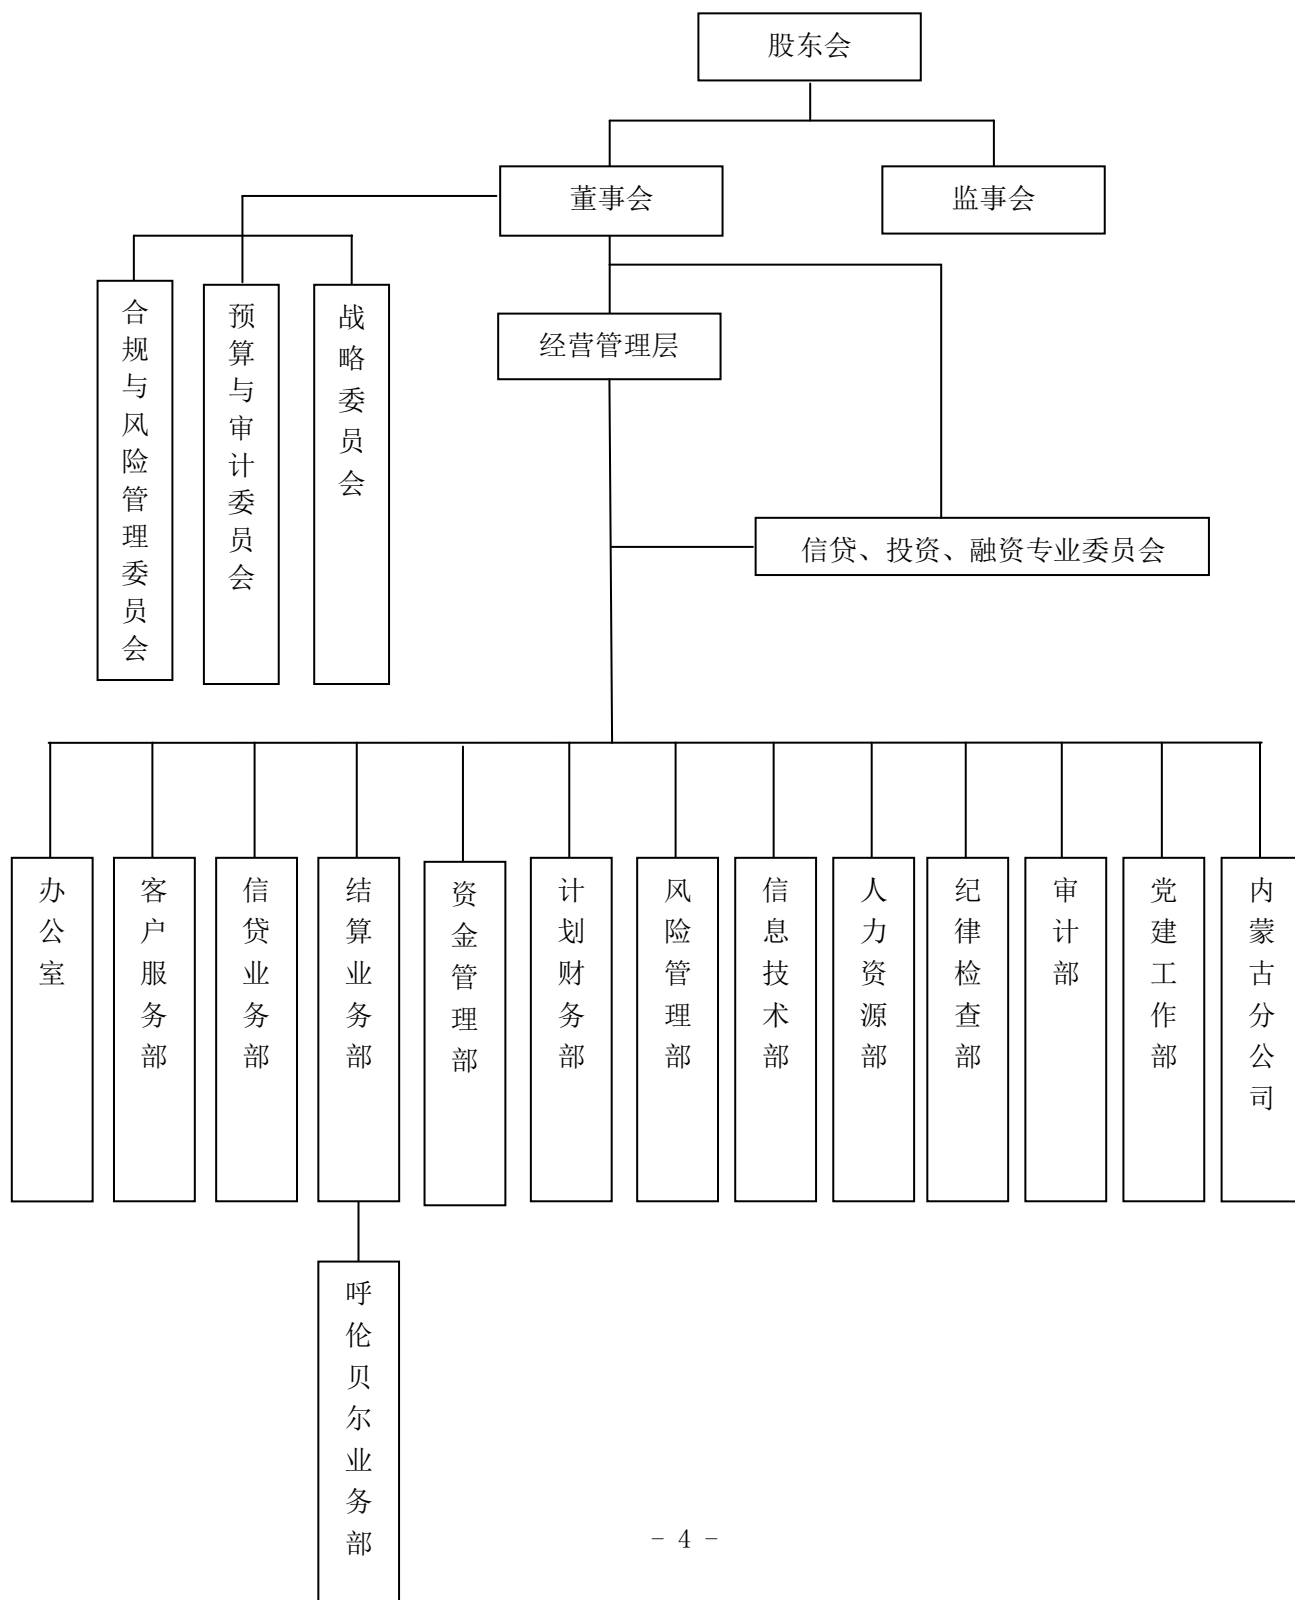 股东会
董事会
监事会
合规与风险管理委员会
预算与审计委员会
战略委员会
经营管理层
信贷、投资、融资专业委员会
办公室
客户服务部
信贷业务部
结算业务部
资金管理部
计划财务部
风险管理部
信息技术部
人力资源部
纪律检查部
审计部
党建工作部
内蒙古分公司
呼伦贝尔业务部
- 4 -